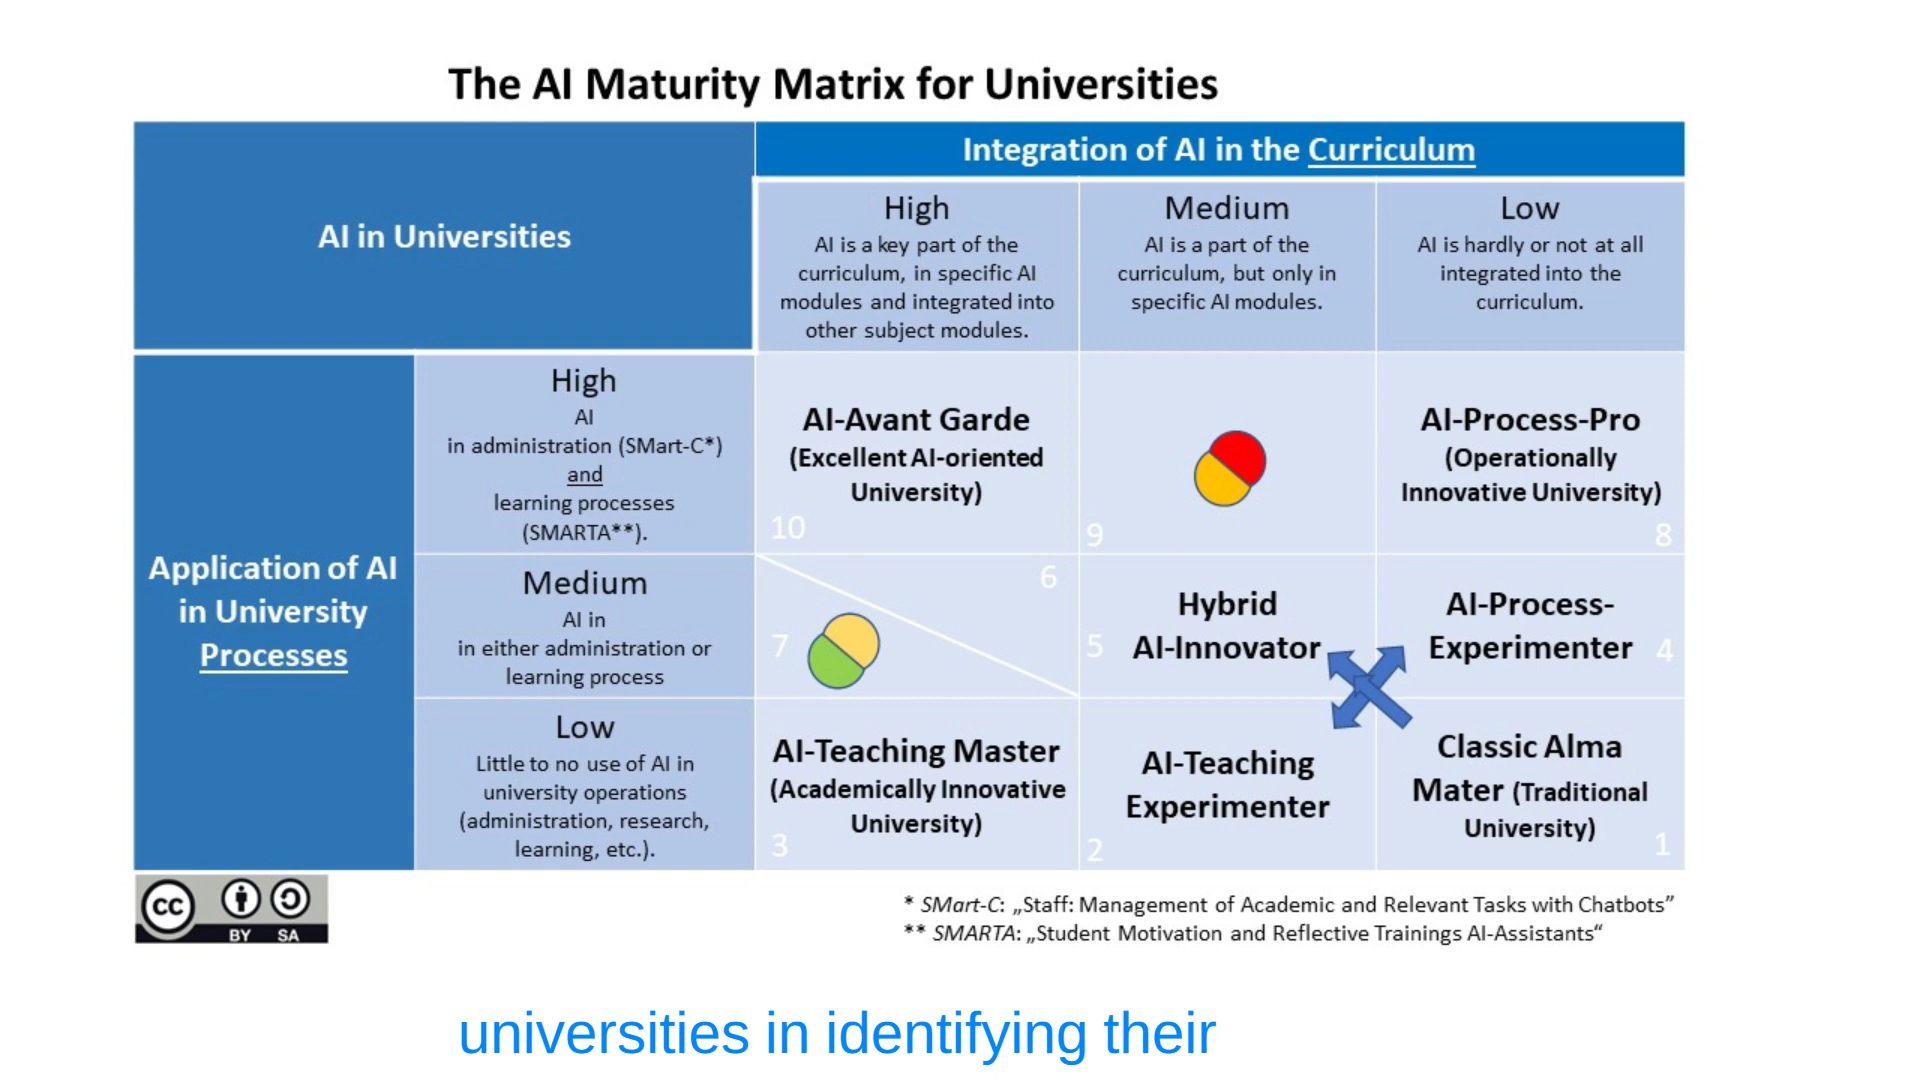 The AI Maturity Matrix for Universities
AI in Universities
Integration of AI in the Curriculum
High
AI is a key part of the
curriculum, in specific AI
modules and integrated into
other subject modules.
Medium
AI is a part of the
curriculum, but only in
specific AI modules.
Low
AI is hardly or not at all
integrated into the
curriculum.
Application of AI
in University
Processes
High
AI
in administration (SMart-C*)
and
learning processes
(SMARTA**).
AI-Avant Garde
(Excellent AI-oriented
University)
10
9
AI-Process-Pro
(Operationally
Innovative University)
8
Medium
AI in
in either administration or
learning process
6
7
Hybrid
AI-Innovator
5
AI-Process-
Experimenter
4
Low
Little to no use of AI in
university operations
(administration, research,
learning, etc.).
AI-Teaching Master
(Academically Innovative
University)
3
AI-Teaching
Experimenter
2
Classic Alma
Mater (Traditional
University)
1
cc
BY SA
* SMart-C: „Staff: Management of Academic and Relevant Tasks with Chatbots”
** SMARTA: „Student Motivation and Reflective Trainings AI-Assistants“
universities in identifying their